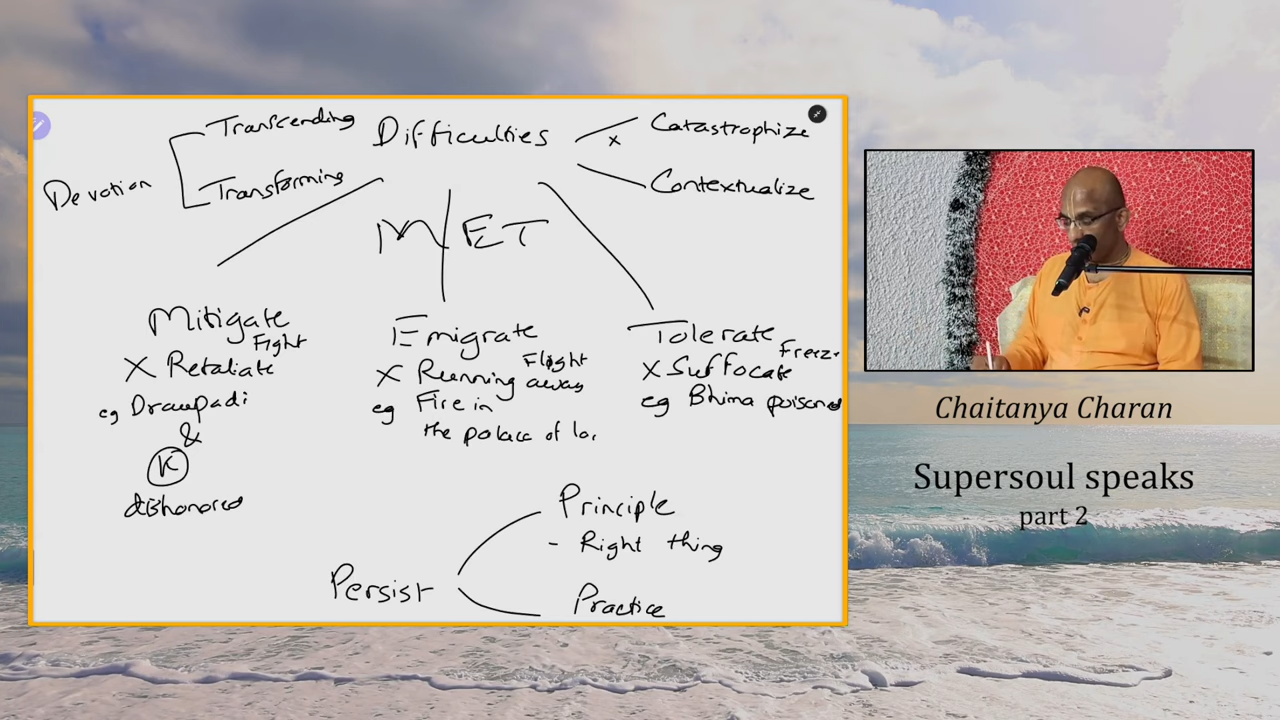 Transcending
Difficulties
Catastrophize
x
Devotion
Transforming
Contextualize
MET
Mitigate
Fight
X Retaliate
eg Draupadi
&
K
dishonored
Emigrate
Flight
X Running away
eg Fire in
the palace of lac
Tolerate
Freeze
X Suffocate
eg Bhima poisoned
Principle
- Right thing
Persist
Practice
Chaitanya Charan
Supersoul speaks
part 2